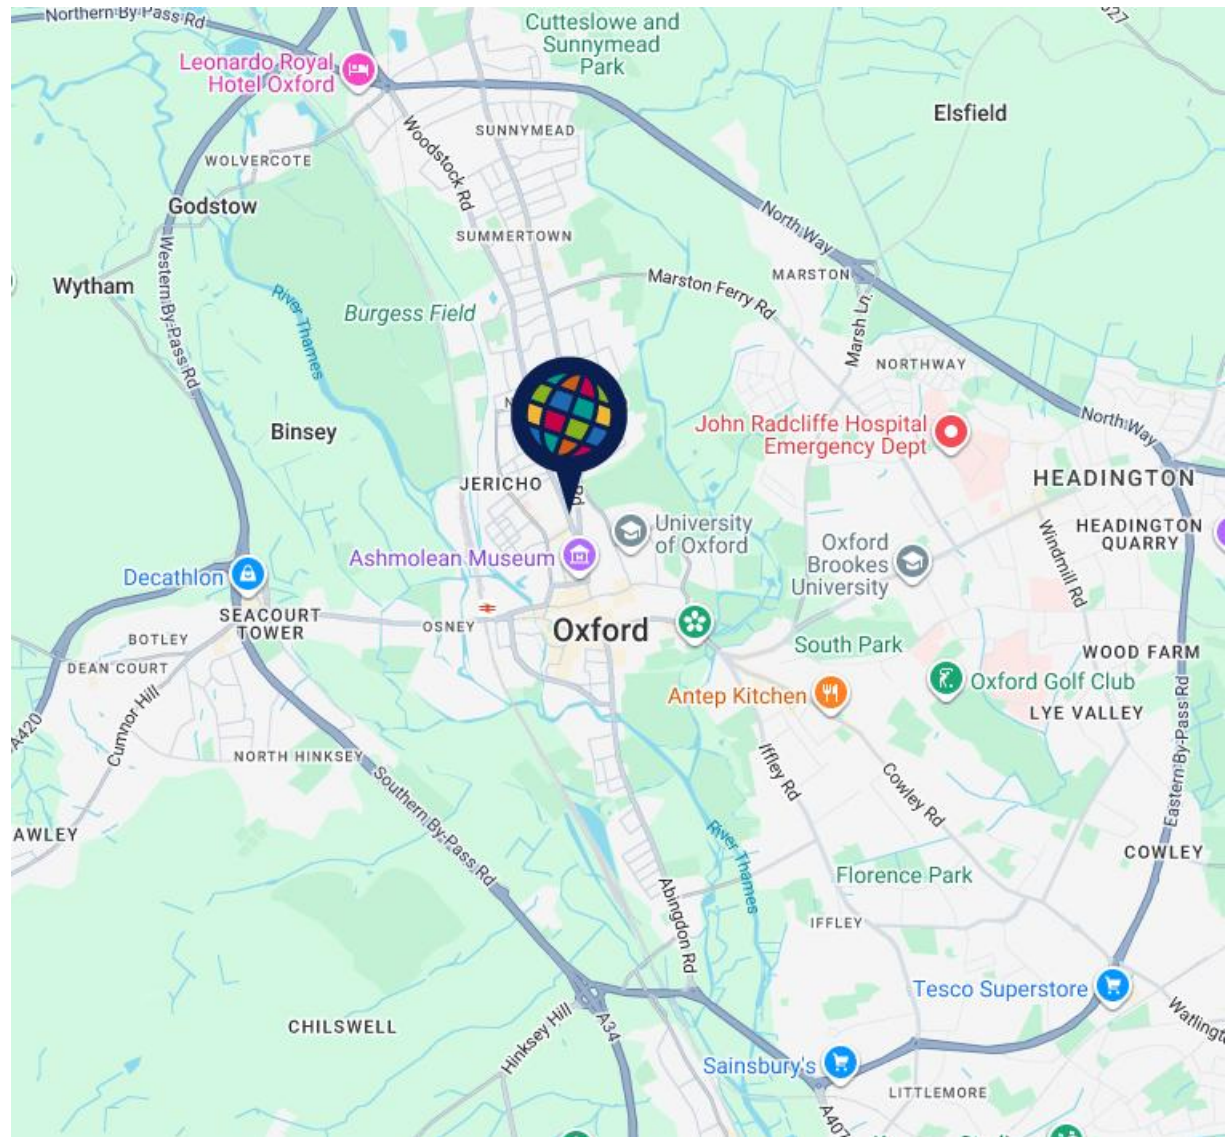 Northern By-Pass Rd
Cutteslowe and
Sunnymead
Park
Leonardo Royal
Hotel Oxford
Elsfield
Woodstock Rd
SUNNYMEAD
WOLVERCOTE
Godstow
North Way
SUMMERTOWN
Western By-Pass Rd
Wytham
Marston Ferry Rd
MARSTON
River Thames
Burgess Field
Marsh Ln.
NORTHWAY
Binsey
John Radcliffe Hospital
Emergency Dept
North Way
JERICHO
Rd
HEADINGTON
University
of Oxford
HEADINGTON
QUARRY
Ashmolean Museum
Oxford
Brookes
University
Windmill Rd
Decathlon
SEACOURT
TOWER
OSNEY
Oxford
BOTLEY
DEAN COURT
South Park
WOOD FARM
Antep Kitchen
Oxford Golf Club
LYE VALLEY
A420
Cumnor Hill
NORTH HINKSEY
Iffley Rd
Cowley Rd
Eastern By-Pass Rd
Southern By-Pass Rd
AWLEY
River Thames
COWLEY
Florence Park
Abingdon Rd
IFFLEY
Tesco Superstore
CHILSWELL
Hinksey Hill
A34
Watlingt
Sainsbury's
LITTLEMORE
A407